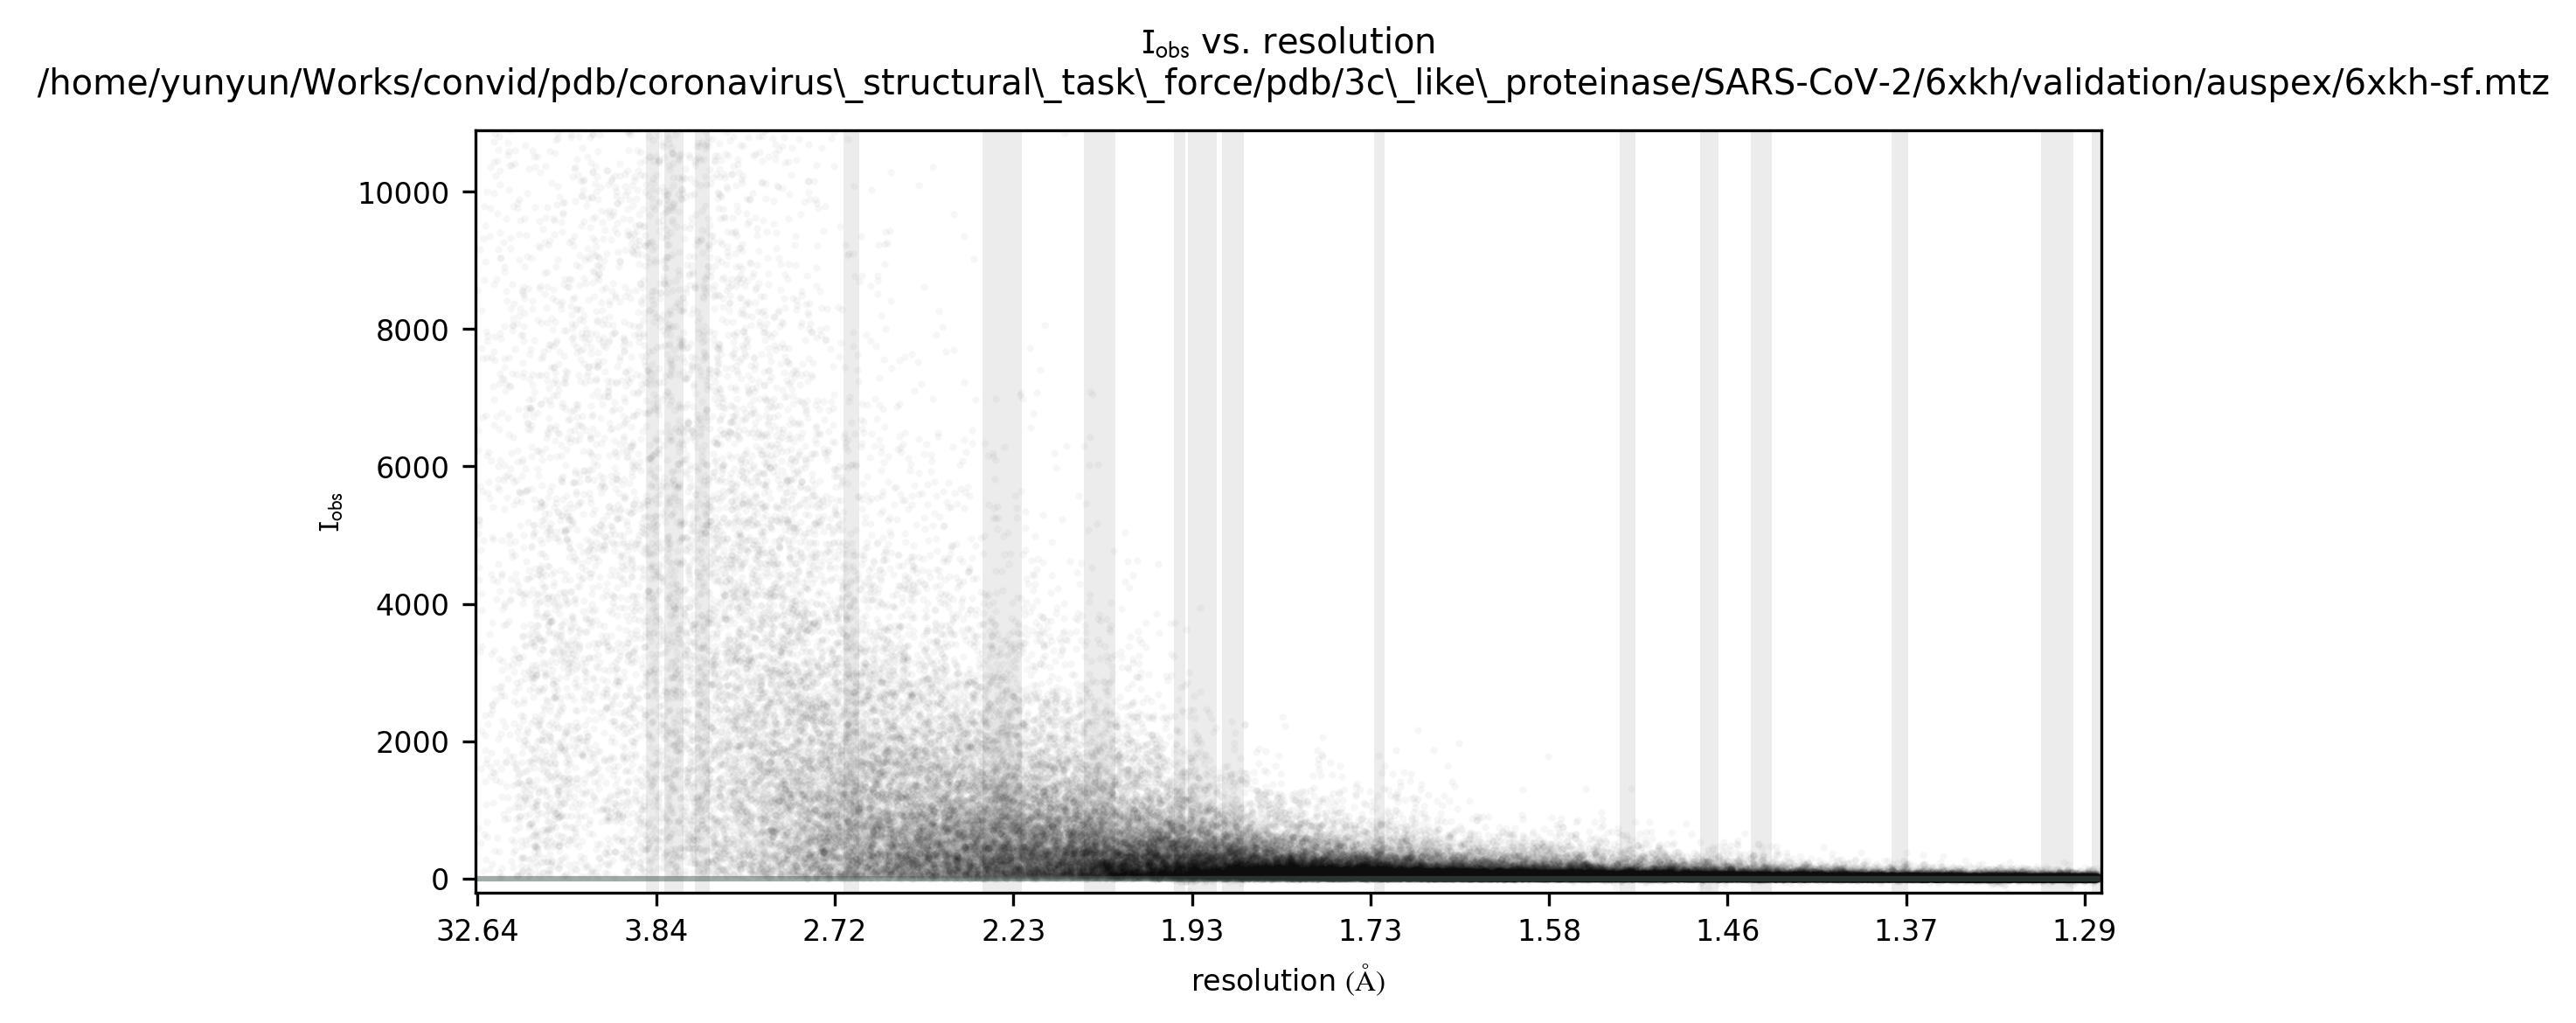 Iobs vs. resolution
/home/yunyun/Works/convid/pdb/coronavirus\_structural\_task\_force/pdb/3c\_like\_proteinase/SARS-CoV-2/6xkh/validation/auspex/6xkh-sf.mtz
10000
8000
6000
4000
2000
0
Iobs
32.64 3.84 2.72 2.23 1.93 1.73 1.58 1.46 1.37 1.29
resolution (Å)